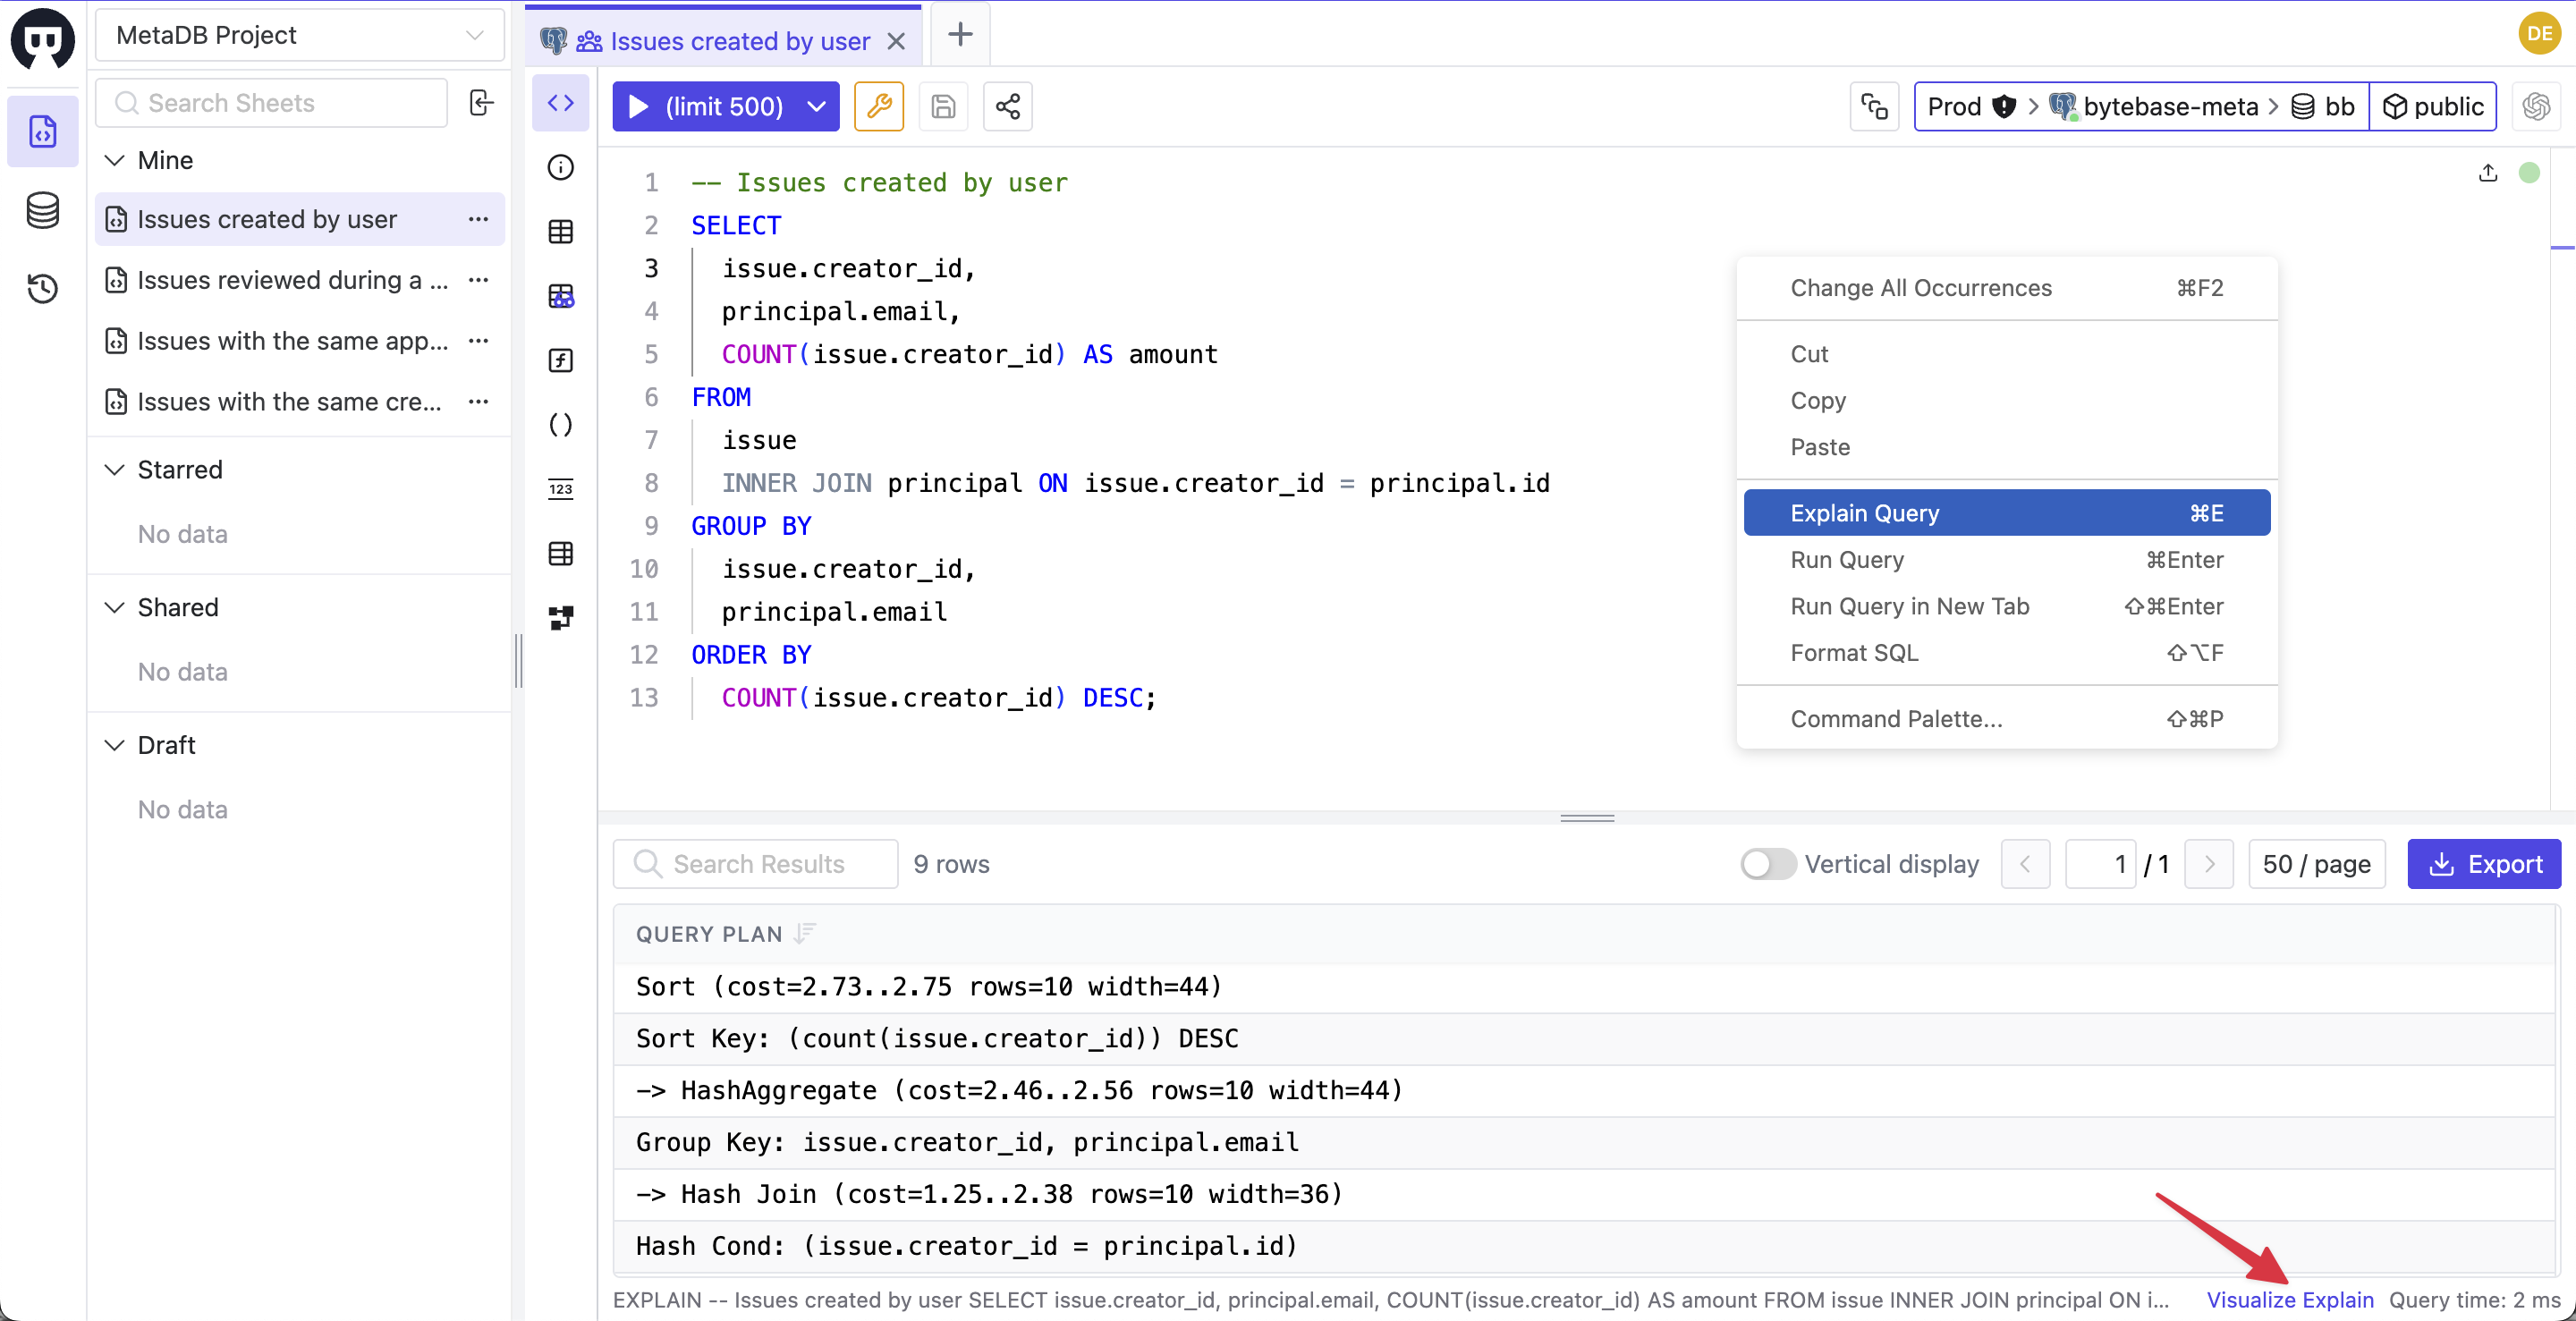 MetaDB Project
Issues created by user
DE
Search Sheets
(limit 500)
Prod
bytebase-meta
bb
public
Mine
Issues created by user
Issues reviewed during a ...
Issues with the same app...
Issues with the same cre...
Starred
No data
Shared
No data
Draft
No data
123
1 -- Issues created by user
2 SELECT
3 issue.creator_id,
4 principal.email,
5 COUNT(issue.creator_id) AS amount
6 FROM
7 issue
8 INNER JOIN principal ON issue.creator_id = principal.id
9 GROUP BY
10 issue.creator_id,
11 principal.email
12 ORDER BY
13 COUNT(issue.creator_id) DESC;
Change All Occurrences ⌘F2
Cut
Copy
Paste
Explain Query ⌘E
Run Query ⌘Enter
Run Query in New Tab ⇧⌘Enter
Format SQL ⇧⌥F
Command Palette... ⇧⌘P
Search Results
9 rows
Vertical display
1 / 1
50 / page
Export
QUERY PLAN
Sort (cost=2.73..2.75 rows=10 width=44)
Sort Key: (count(issue.creator_id)) DESC
-> HashAggregate (cost=2.46..2.56 rows=10 width=44)
Group Key: issue.creator_id, principal.email
-> Hash Join (cost=1.25..2.38 rows=10 width=36)
Hash Cond: (issue.creator_id = principal.id)
EXPLAIN -- Issues created by user SELECT issue.creator_id, principal.email, COUNT(issue.creator_id) AS amount FROM issue INNER JOIN principal ON i...
Visualize Explain
Query time: 2 ms